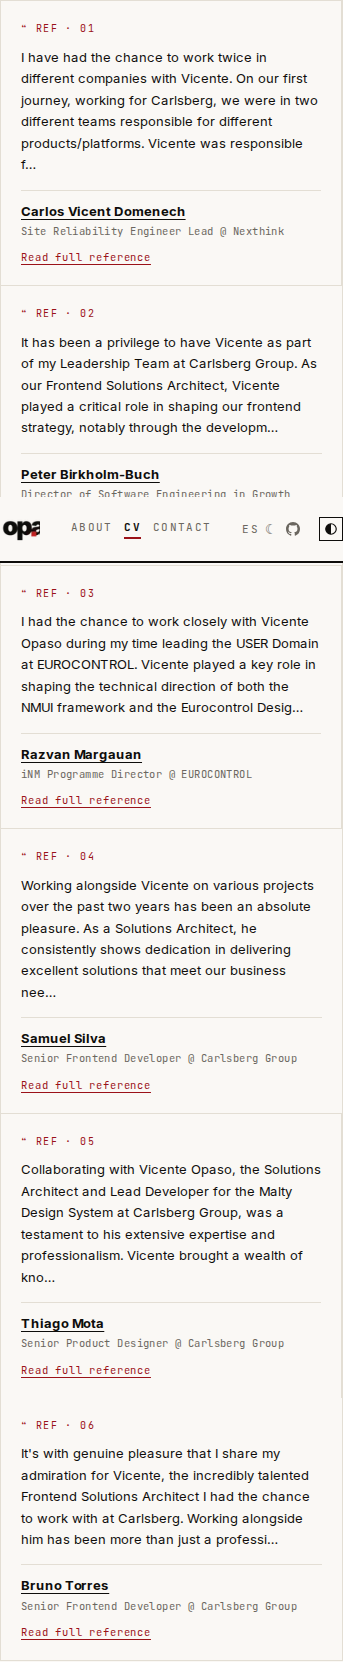 “ REF · 01
I have had the chance to work twice in
different companies with Vicente. On our first
journey, working for Carlsberg, we were in two
different teams responsible for different
products/platforms. Vicente was responsible
f...
Carlos Vicent Domenech
Site Reliability Engineer Lead @ Nexthink
Read full reference
“ REF · 02
It has been a privilege to have Vicente as part
of my Leadership Team at Carlsberg Group. As
our Frontend Solutions Architect, Vicente
played a critical role in shaping our frontend
strategy, notably through the developm...
Peter Birkholm-Buch
Director of Software Engineering in Growth
opa
ABOUT CV CONTACT ES
“ REF · 03
I had the chance to work closely with Vicente
Opaso during my time leading the USER Domain
at EUROCONTROL. Vicente played a key role in
shaping the technical direction of both the
NMUI framework and the Eurocontrol Desig...
Razvan Margauan
iNM Programme Director @ EUROCONTROL
Read full reference
“ REF · 04
Working alongside Vicente on various projects
over the past two years has been an absolute
pleasure. As a Solutions Architect, he
consistently shows dedication in delivering
excellent solutions that meet our business
nee...
Samuel Silva
Senior Frontend Developer @ Carlsberg Group
Read full reference
“ REF · 05
Collaborating with Vicente Opaso, the Solutions
Architect and Lead Developer for the Malty
Design System at Carlsberg Group, was a
testament to his extensive expertise and
professionalism. Vicente brought a wealth of
kno...
Thiago Mota
Senior Product Designer @ Carlsberg Group
Read full reference
“ REF · 06
It's with genuine pleasure that I share my
admiration for Vicente, the incredibly talented
Frontend Solutions Architect I had the chance
to work with at Carlsberg. Working alongside
him has been more than just a professi...
Bruno Torres
Senior Frontend Developer @ Carlsberg Group
Read full reference